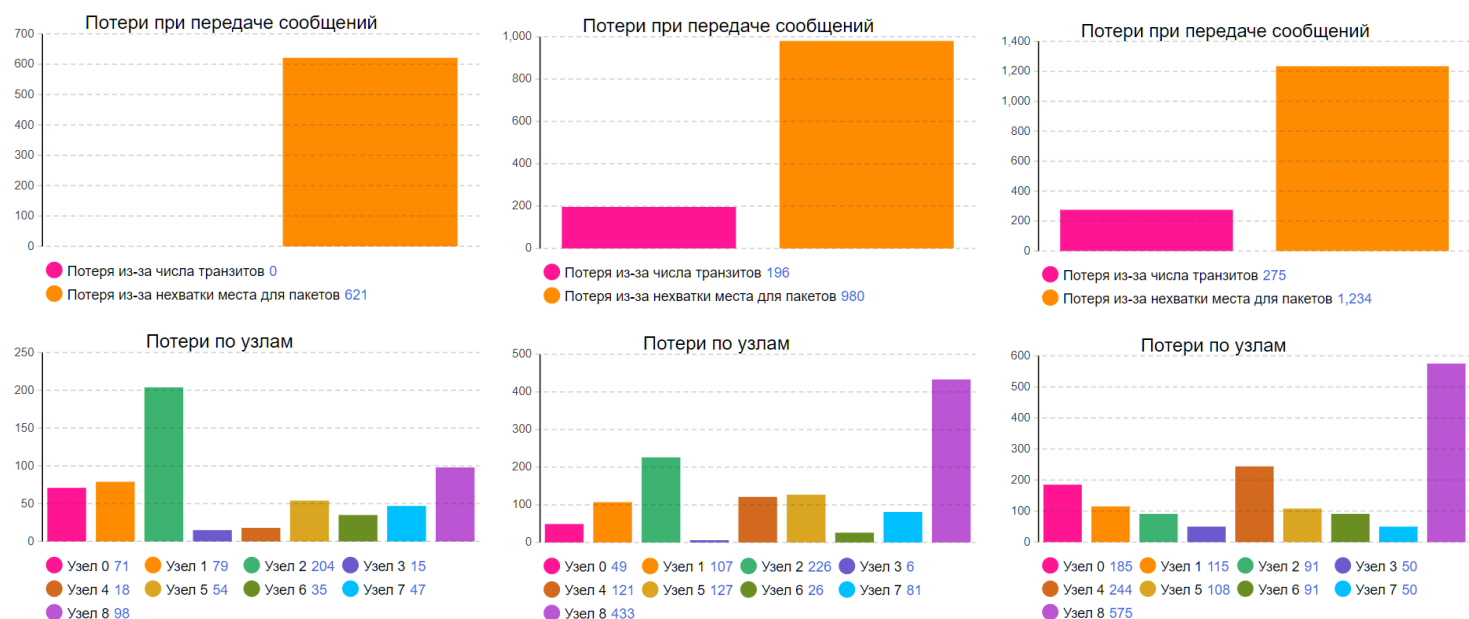 Потери при передаче сообщений
700
600
500
400
300
200
100
0
Потеря из-за числа транзитов 0
Потеря из-за нехватки места для пакетов 621
Потери при передаче сообщений
1,000
800
600
400
200
0
Потеря из-за числа транзитов 196
Потеря из-за нехватки места для пакетов 980
Потери при передаче сообщений
1,400
1,200
1,000
800
600
400
200
0
Потеря из-за числа транзитов 275
Потеря из-за нехватки места для пакетов 1,234
Потери по узлам
250
200
150
100
50
0
Узел 0 71 Узел 1 79 Узел 2 204 Узел 3 15
Узел 4 18 Узел 5 54 Узел 6 35 Узел 7 47
Узел 8 98
Потери по узлам
500
400
300
200
100
0
Узел 0 49 Узел 1 107 Узел 2 226 Узел 3 6
Узел 4 121 Узел 5 127 Узел 6 26 Узел 7 81
Узел 8 433
Потери по узлам
600
500
400
300
200
100
0
Узел 0 185 Узел 1 115 Узел 2 91 Узел 3 50
Узел 4 244 Узел 5 108 Узел 6 91 Узел 7 50
Узел 8 575